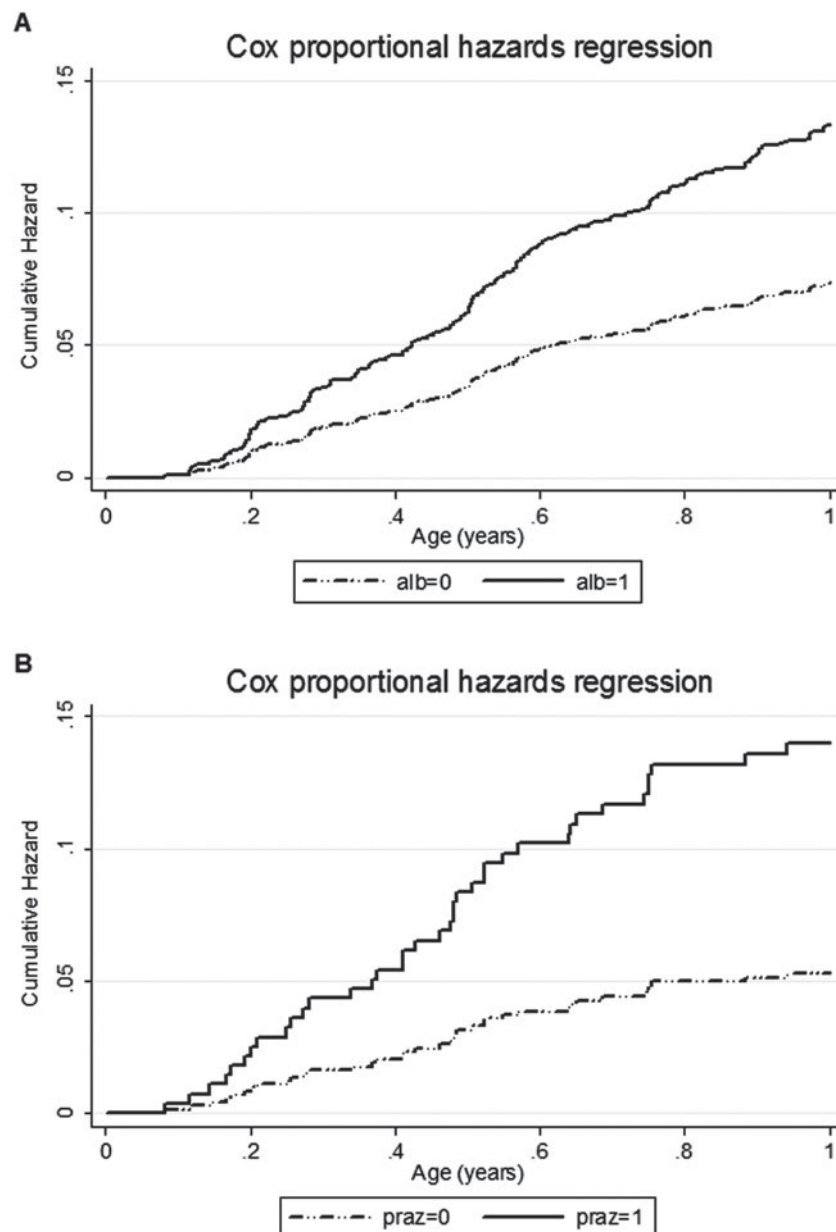 A
Cox proportional hazards regression
.15
.1
.05
0
Cumulative Hazard
0 .2 .4 .6 .8 1
Age (years)
alb=0 alb=1
B
Cox proportional hazards regression
.15
.1
.05
0
Cumulative Hazard
0 .2 .4 .6 .8 1
Age (years)
praz=0 praz=1